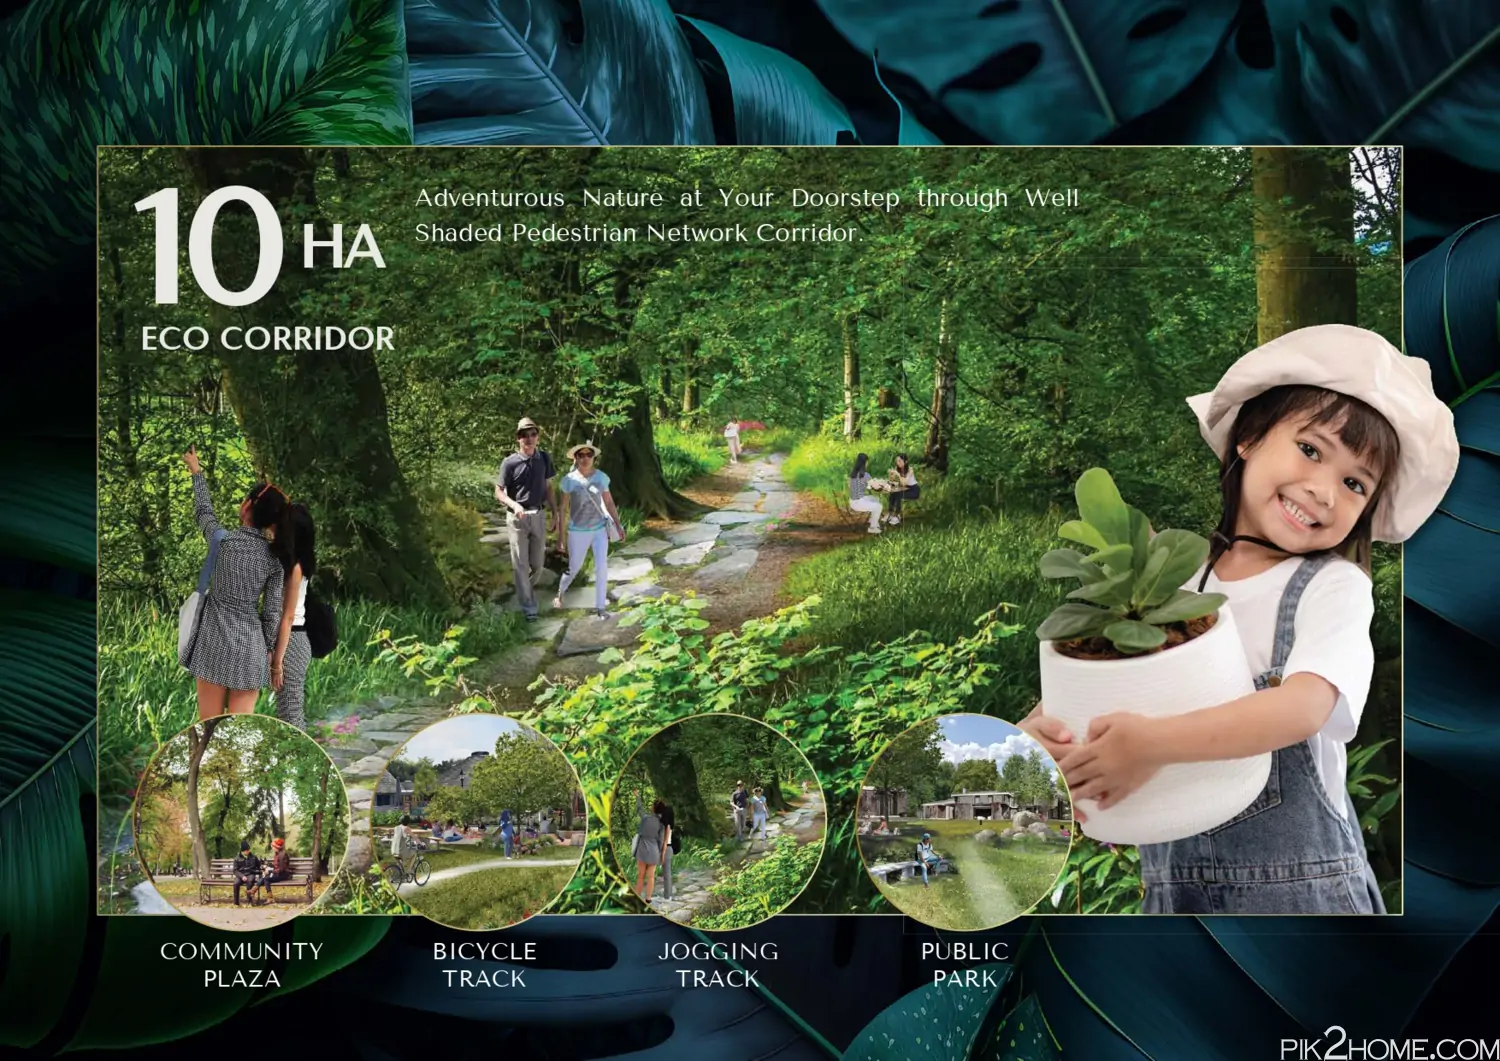 10 HA
ECO CORRIDOR
Adventurous Nature at Your Doorstep through Well
Shaded Pedestrian Network Corridor.
COMMUNITY
PLAZA
BICYCLE
TRACK
JOGGING
TRACK
PUBLIC
PARK
PIK2HOME.COM